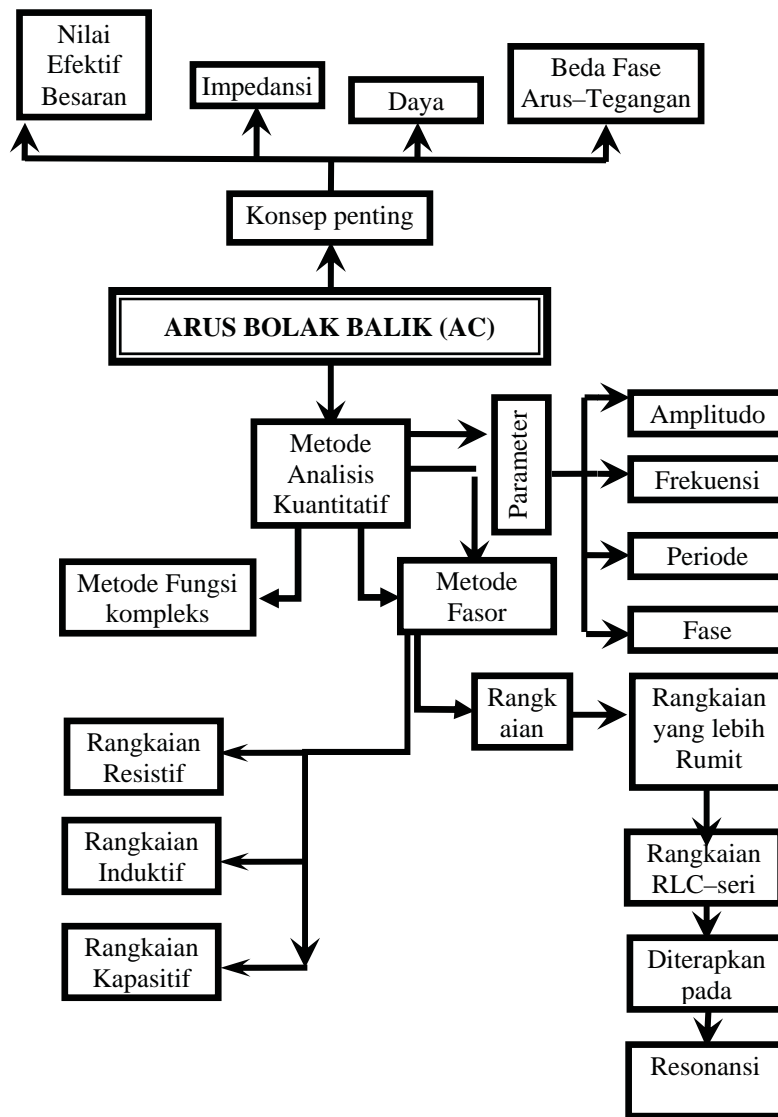 Nilai
Efektif
Besaran
Impedansi
Daya
Beda Fase
Arus–Tegangan
Konsep penting
ARUS BOLAK BALIK (AC)
Metode
Analisis
Kuantitatif
Parameter
Amplitudo
Frekuensi
Periode
Fase
Metode Fungsi
kompleks
Metode
Fasor
Rangk
aian
Rangkaian
yang lebih
Rumit
Rangkaian
Resistif
Rangkaian
Induktif
Rangkaian
Kapasitif
Rangkaian
RLC–seri
Diterapkan
pada
Resonansi